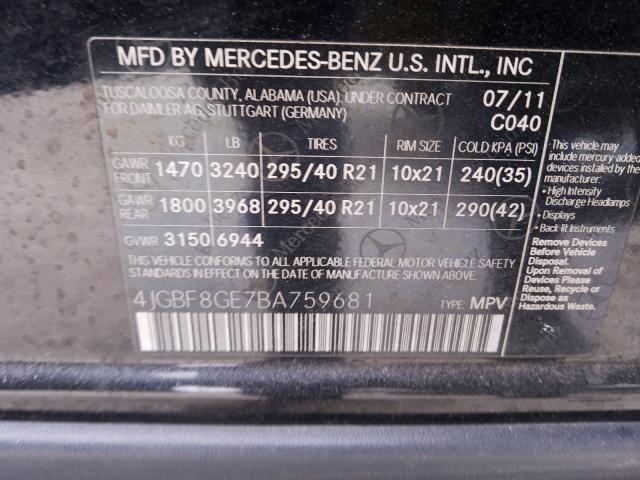 MFD BY MERCEDES-BENZ U.S. INTL., INC
TUSCALOOSA COUNTY, ALABAMA (USA), UNDER CONTRACT
FOR DAIMLER AG, STUTTGART (GERMANY)
07/11
C040
KG LB TIRES RIM SIZE COLD KPA (PSI)
GAWR FRONT 1470 3240 295/40 R21 10x21 240(35)
GAWR REAR 1800 3968 295/40 R21 10x21 290(42)
GVWR 3150 6944
THIS VEHICLE CONFORMS TO ALL APPLICABLE FEDERAL MOTOR VEHICLE SAFETY
STANDARDS IN EFFECT ON THE DATE OF MANUFACTURE SHOWN ABOVE.
4JGBF8GE7BA759681 TYPE: MPV
• This vehicle may
include mercury-added
devices installed by the
manufacturer:
• High Intensity
Discharge Headlamps
• Displays
• Back lit Instruments
Remove Devices
Before Vehicle
Disposal.
Upon Removal of
Devices Please
Reuse, Recycle or
Dispose as
Hazardous Waste.